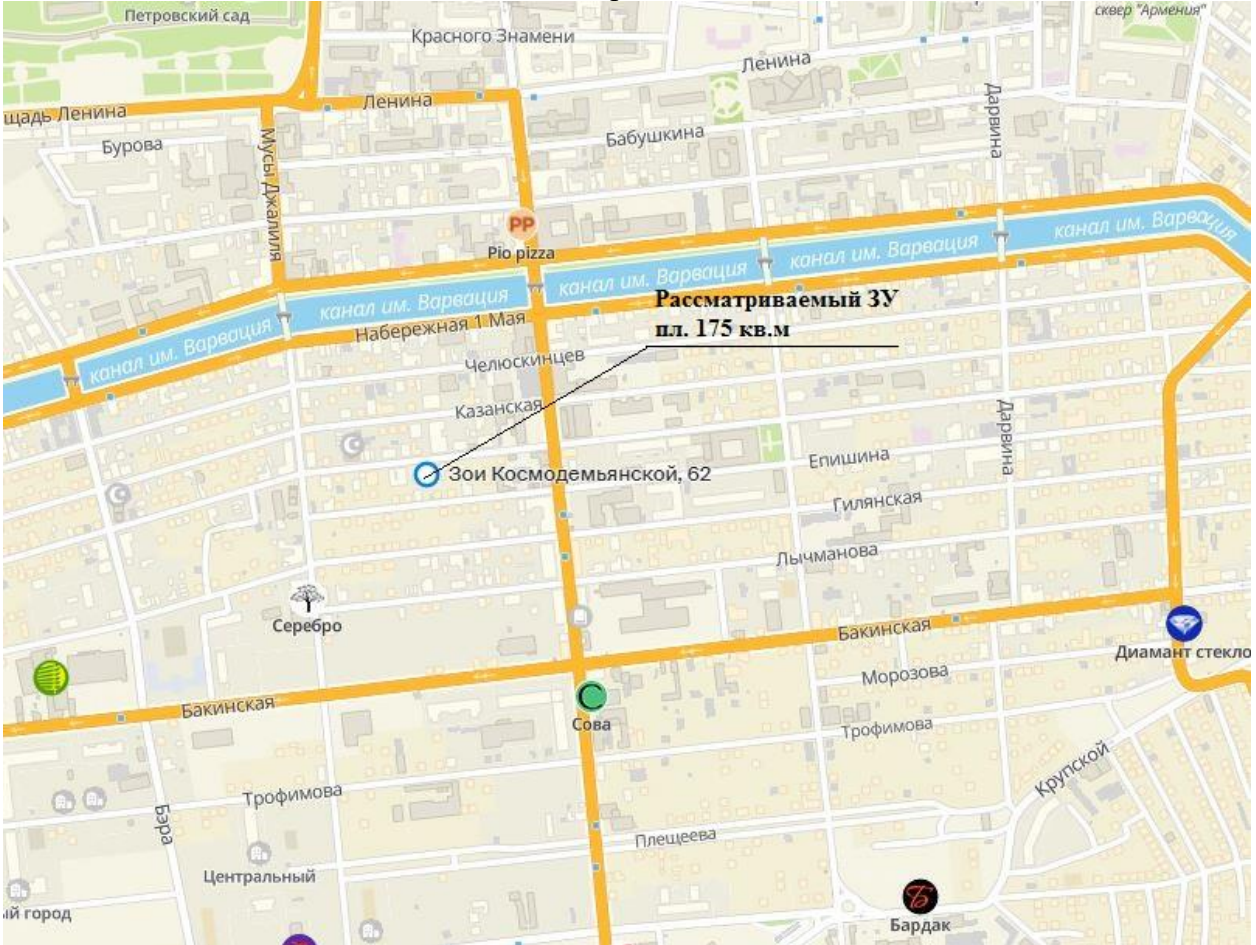 Петровский сад
Красного Знамени
сквер "Армения"
Ленина
щадь Ленина
Ленина
Бурова
Мусы Джалиля
Бабушкина
Дарвина
PP
Pio pizza
канал им. Варвация
канал им. Варвация
канал им. Варвация
канал им. Варвация
канал им. Варвация
Набережная 1 Мая
Рассматриваемый ЗУ
пл. 175 кв.м
Челюскинцев
Казанская
Дарвина
Зои Космодемьянской, 62
Епишина
Гилянская
Лычманова
Серебро
Бакинская
Диамант стекло
Морозова
Бакинская
С
Сова
Трофимова
Крупской
Трофимова
Бэра
Плещеева
Центральный
Б
Бардак
ый город